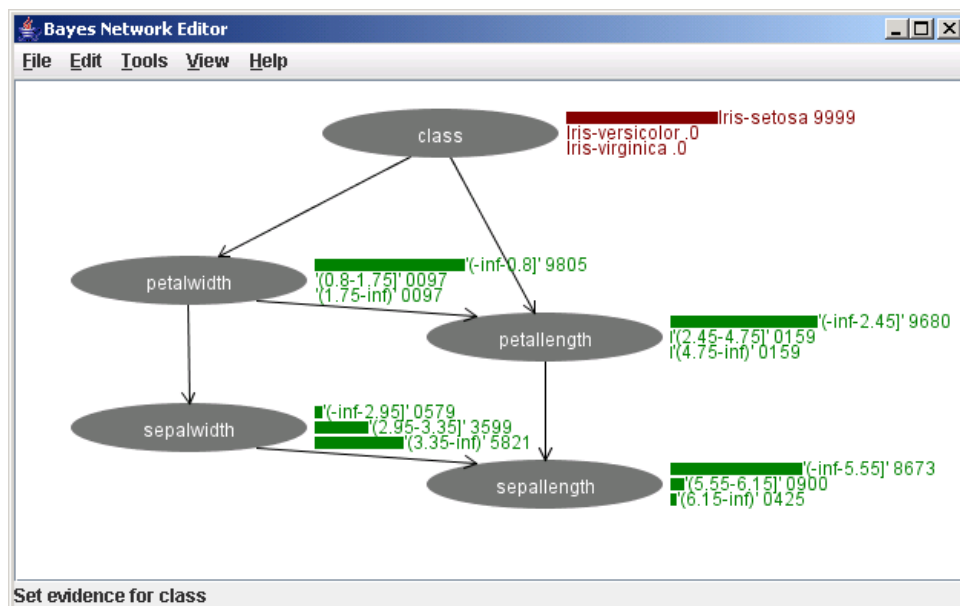 Bayes Network Editor
File Edit Tools View Help
class
Iris-setosa 9999
Iris-versicolor .0
Iris-virginica .0
petalwidth
'(-inf-0.8]' 9805
'(0.8-1.75]' 0097
'(1.75-inf)' 0097
petallength
'(-inf-2.45]' 9680
'(2.45-4.75]' 0159
'(4.75-inf)' 0159
sepalwidth
'(-inf-2.95]' 0579
'(2.95-3.35]' 3599
'(3.35-inf)' 5821
sepallength
'(-inf-5.55]' 8673
'(5.55-6.15]' 0900
'(6.15-inf)' 0425
Set evidence for class